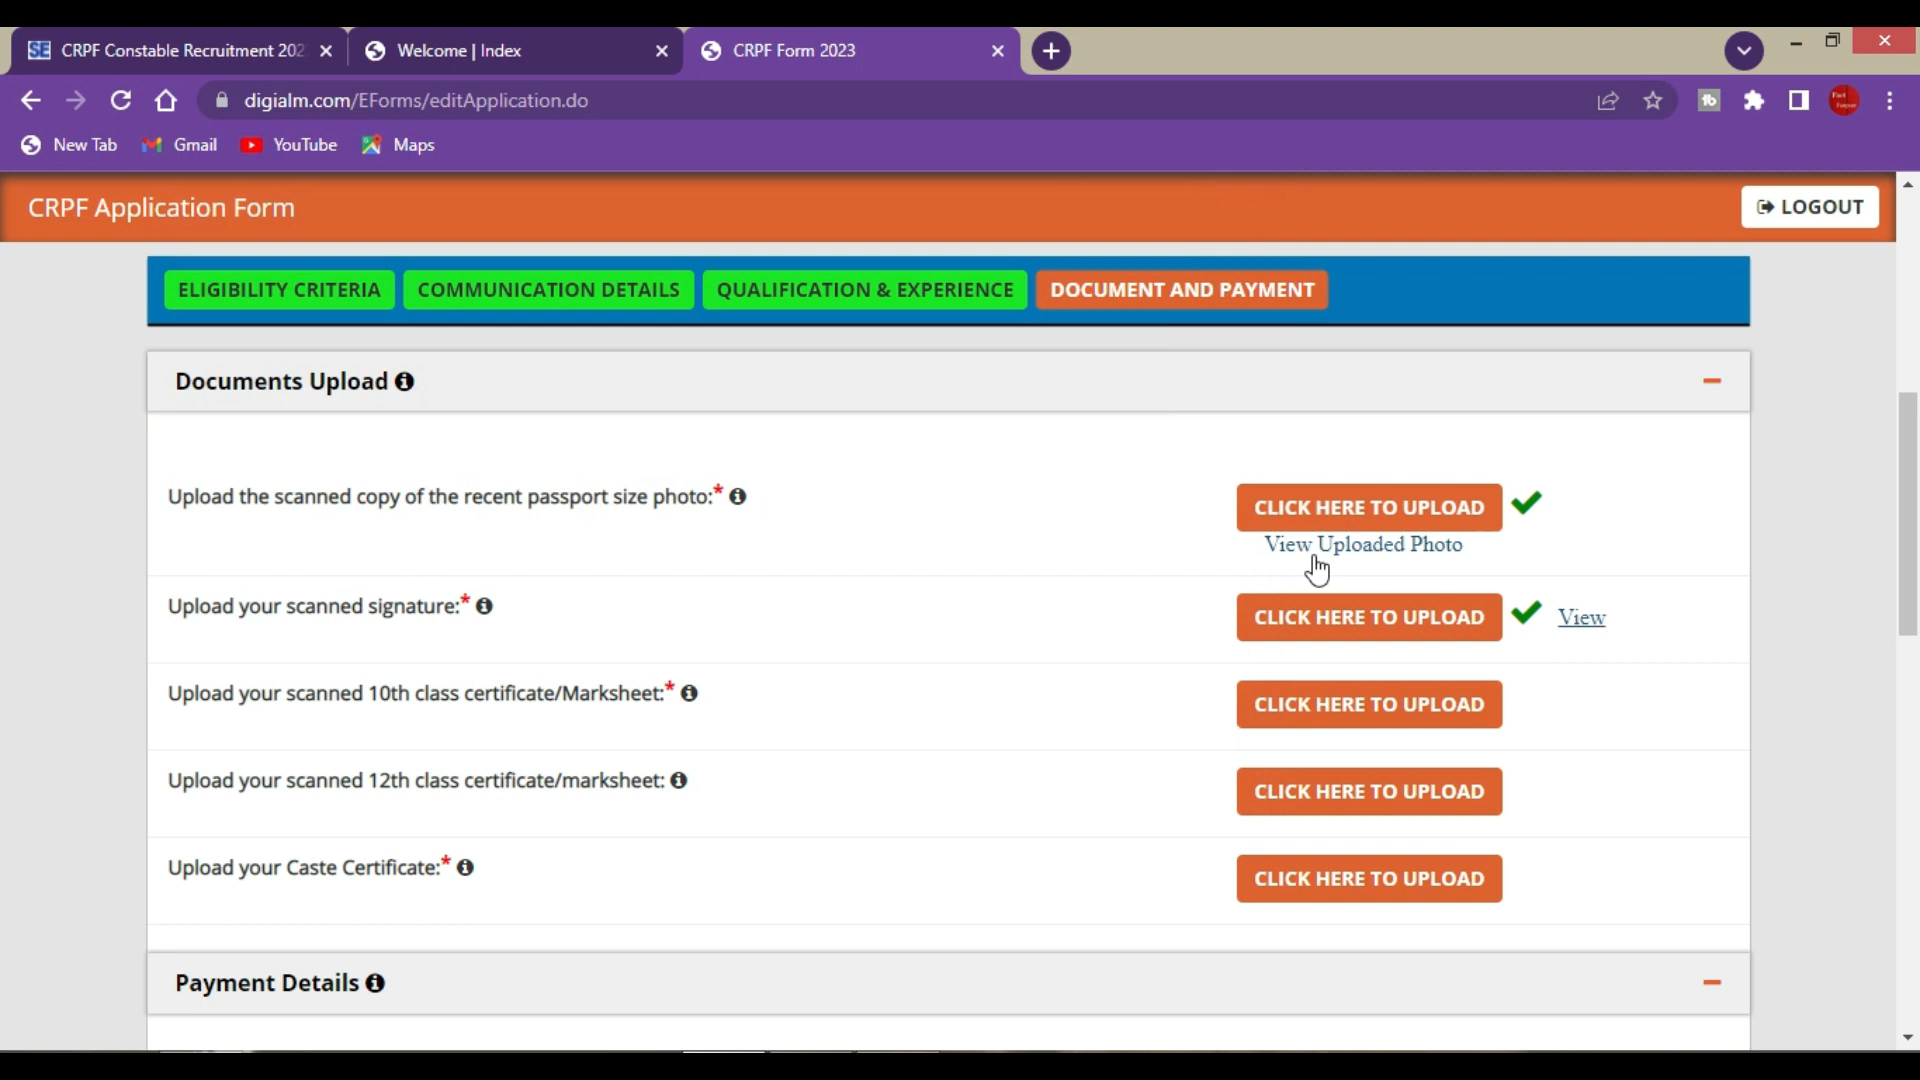 SE CRPF Constable Recruitment 202
Welcome | Index
CRPF Form 2023
digialm.com/EForms/editApplication.do
New Tab
Gmail
YouTube
Maps
CRPF Application Form
LOGOUT
ELIGIBILITY CRITERIA
COMMUNICATION DETAILS
QUALIFICATION & EXPERIENCE
DOCUMENT AND PAYMENT
Documents Upload
Upload the scanned copy of the recent passport size photo:*
CLICK HERE TO UPLOAD
View Uploaded Photo
Upload your scanned signature:*
CLICK HERE TO UPLOAD
View
Upload your scanned 10th class certificate/Marksheet:*
CLICK HERE TO UPLOAD
Upload your scanned 12th class certificate/marksheet:
CLICK HERE TO UPLOAD
Upload your Caste Certificate:*
CLICK HERE TO UPLOAD
Payment Details